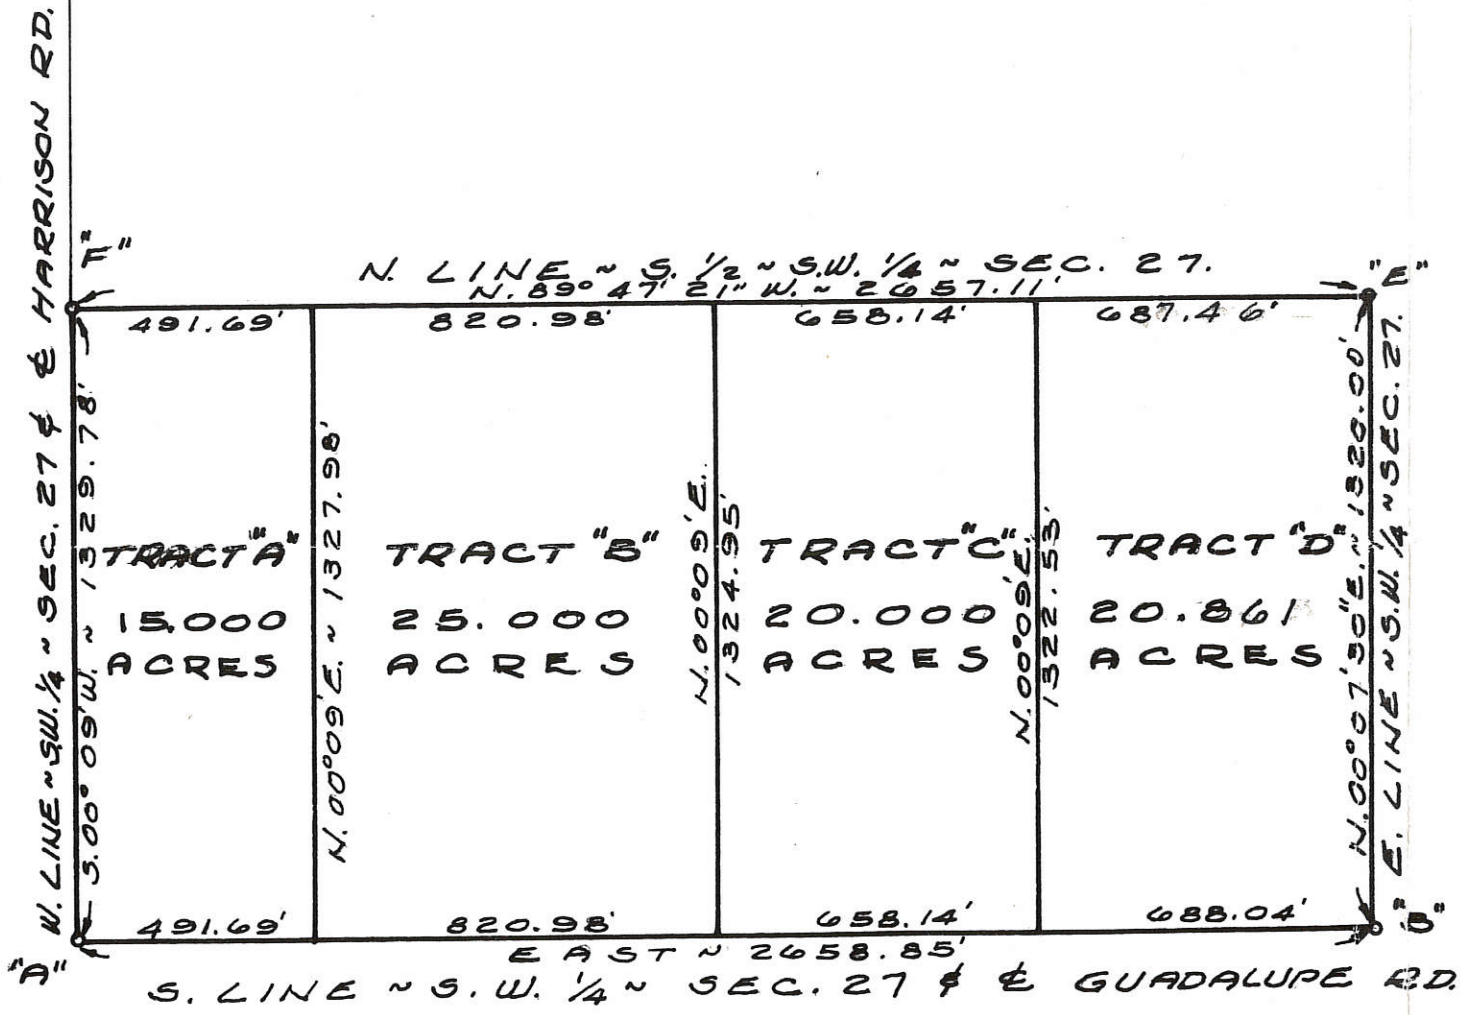 W. LINE ~ S.W. ¼ ~ SEC. 27 & ℄ HARRISON RD.
"F"
N. LINE ~ S. 1/2 ~ S.W. ¼ ~ SEC. 27.
N. 89° 47' 21" W. ~ 2657.11'
"E"
491.69'
820.98'
658.14'
687.46'
S.00° 09' W. ~ 1329.78'
TRACT "A"
15.000
ACRES
N.00° 09' E. ~ 1327.98'
TRACT "B"
25.000
ACRES
N.00° 09' E.
1324.95'
TRACT "C"
20.000
ACRES
N.00° 09' E.
1322.53'
TRACT "D"
20.861
ACRES
N.00° 07' 30" E. ~ 1320.00'
E. LINE ~ S.W. ¼ ~ SEC. 27.
491.69'
820.98'
658.14'
688.04'
"A"
EAST ~ 2658.85'
"B"
S. LINE ~ S.W. ¼ ~ SEC. 27 & ℄ GUADALUPE RD.